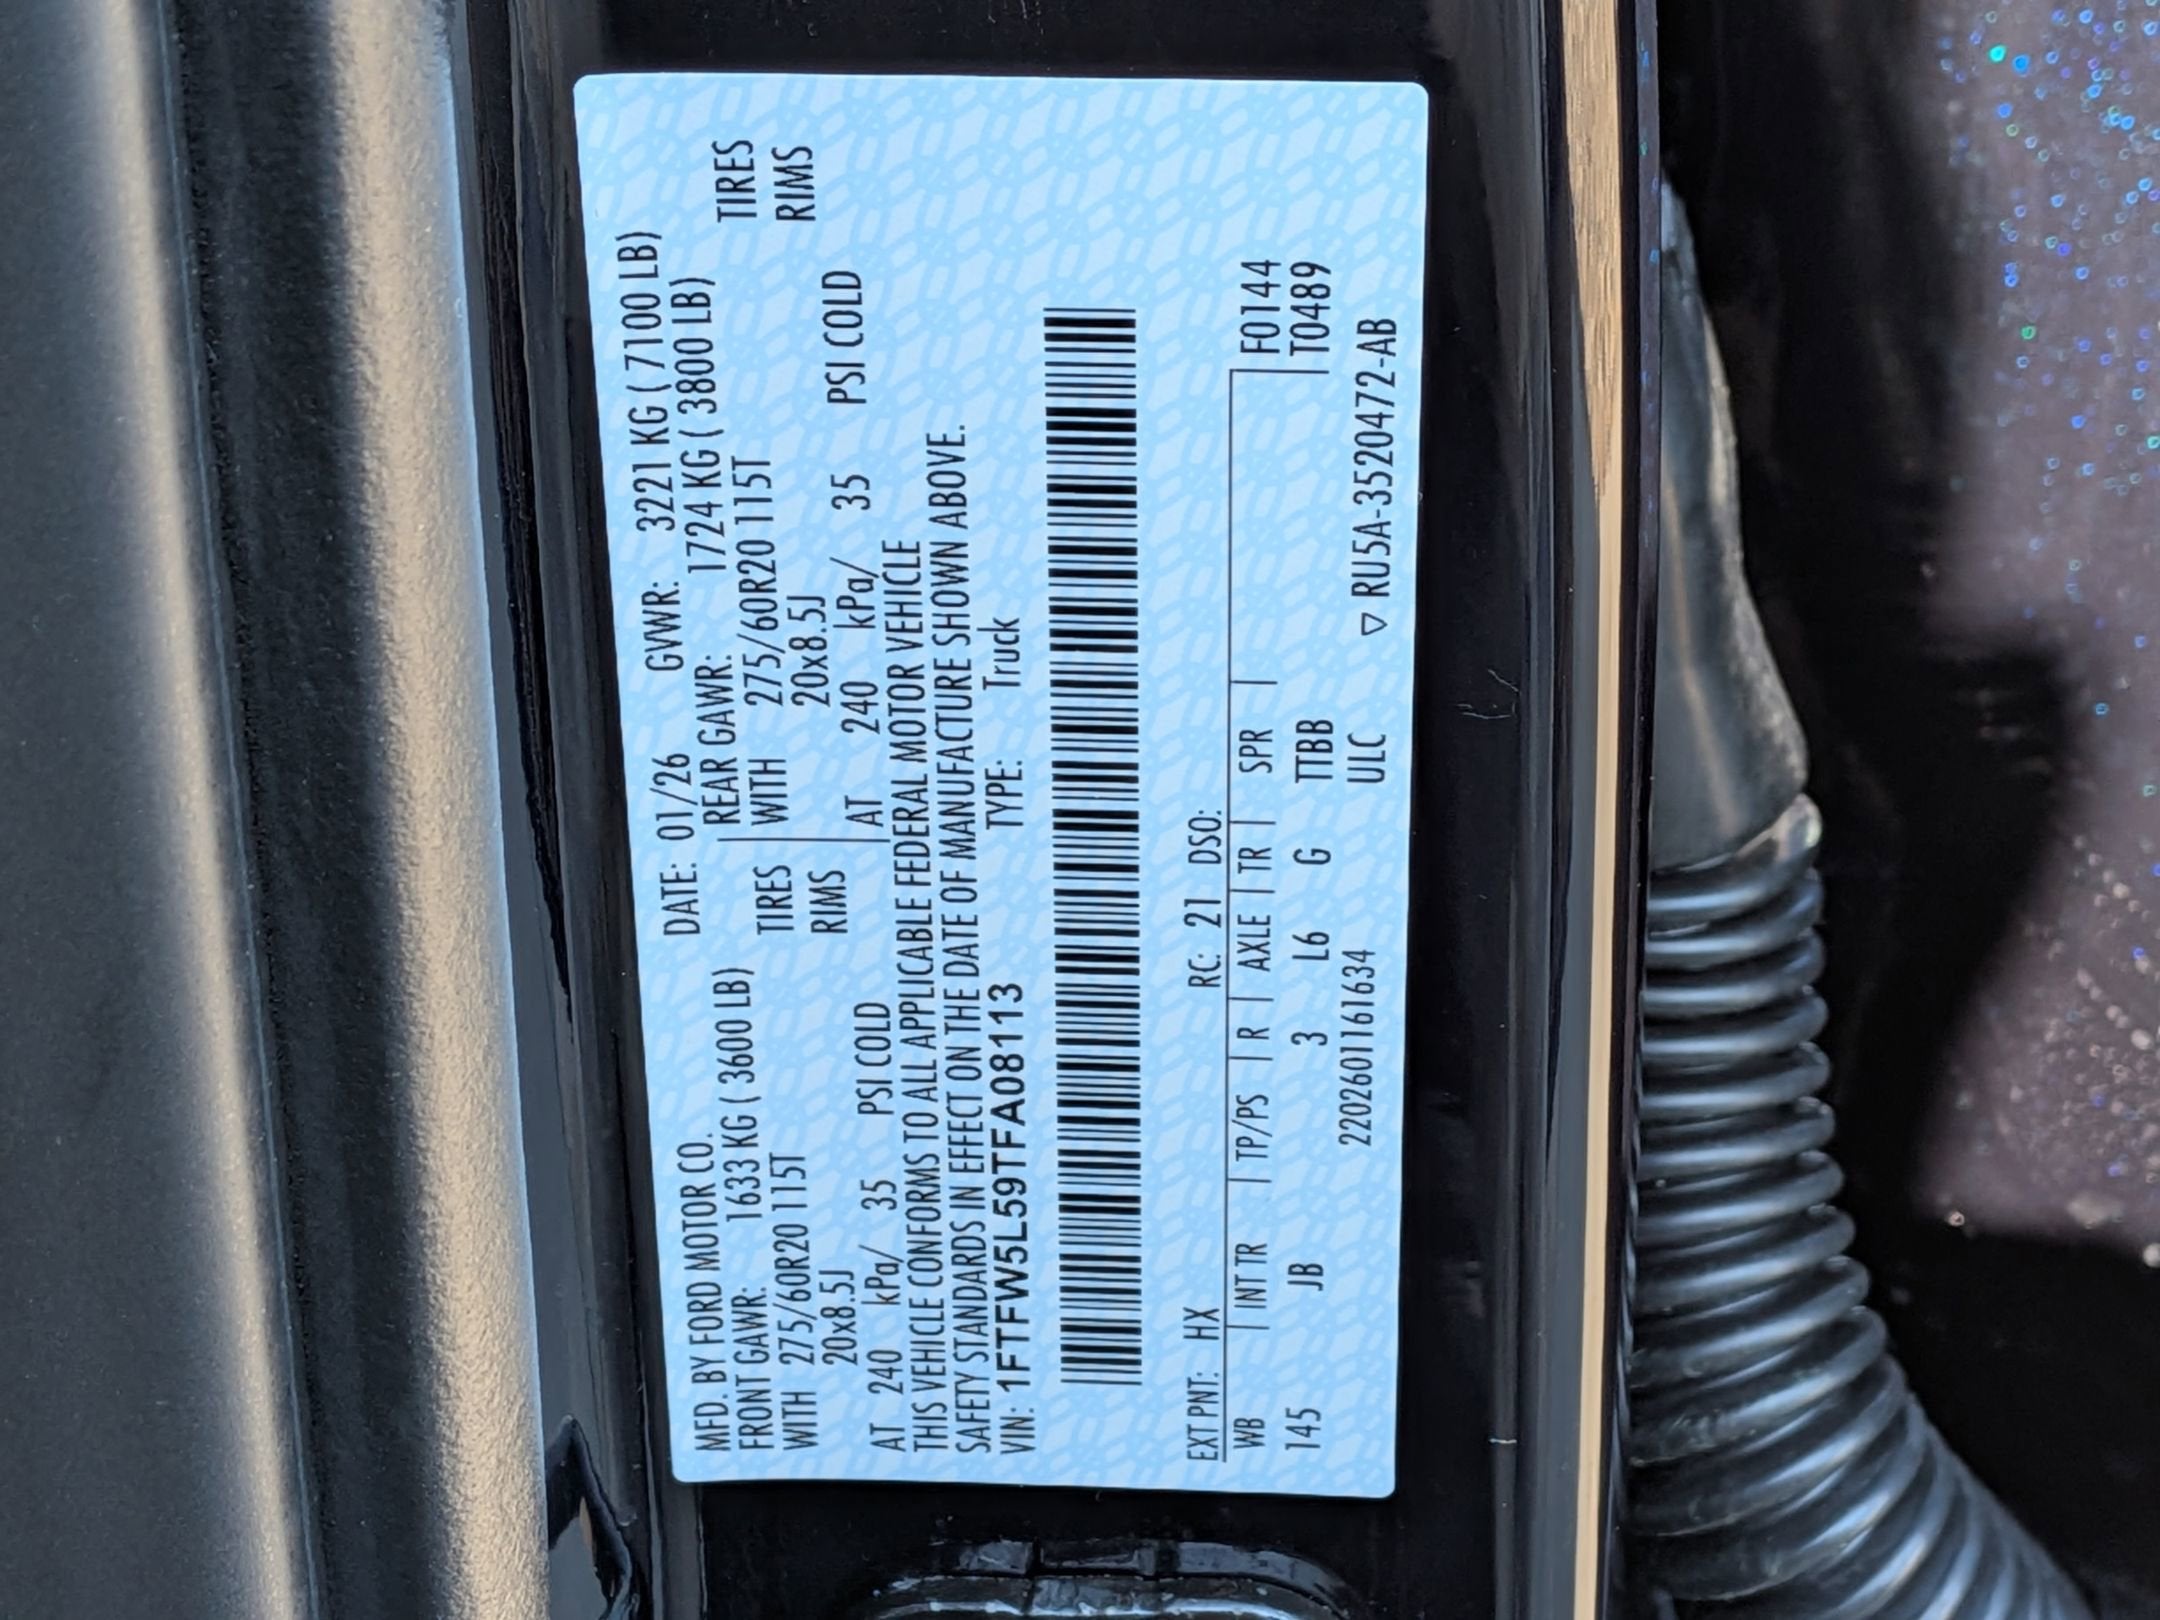 MFD. BY FORD MOTOR CO. DATE: 01/26 GVWR: 3221 KG ( 7100 LB)
FRONT GAWR: 1633 KG ( 3600 LB) REAR GAWR: 1724 KG ( 3800 LB)
WITH 275/60R20 115T TIRES WITH 275/60R20 115T TIRES
20x8.5J RIMS 20x8.5J RIMS
AT 240 kPa/ 35 PSI COLD AT 240 kPa/ 35 PSI COLD
THIS VEHICLE CONFORMS TO ALL APPLICABLE FEDERAL MOTOR VEHICLE
SAFETY STANDARDS IN EFFECT ON THE DATE OF MANUFACTURE SHOWN ABOVE.
VIN: 1FTFW5L59TFA08113 TYPE: Truck
EXT PNT: HX RC: 21 DSO:
WB | INT TR | TP/PS | R | AXLE | TR | SPR | F0144
145 JB 3 L6 G TTBB T0489
2202601161634 ULC ▽ RU5A-3520472-AB